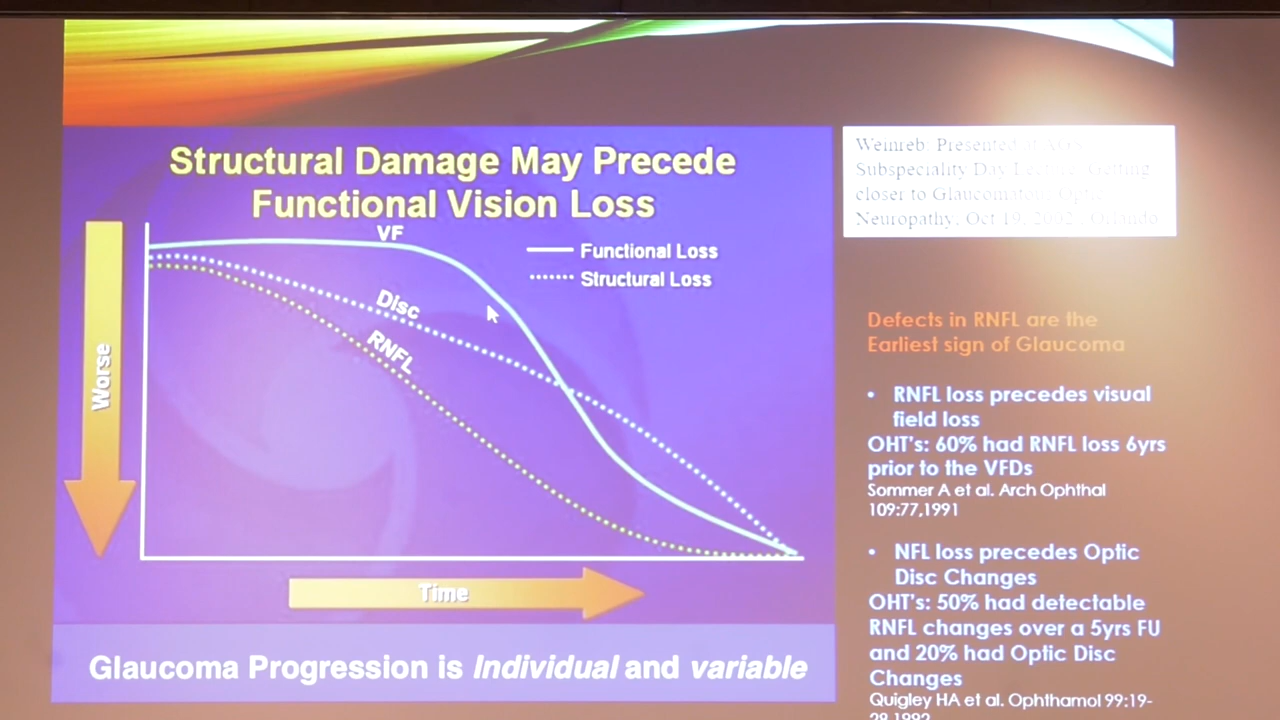 Structural Damage May Precede
Functional Vision Loss
VF
Functional Loss
Structural Loss
Disc
RNFL
Worse
Time
Glaucoma Progression is Individual and variable
Weinreb: Presented at AOS,
Subspeciality Day Lecture: Getting
closer to Glaucomatous Optic
Neuropathy, Oct 19, 2002, Orlando
Defects in RNFL are the
Earliest sign of Glaucoma
• RNFL loss precedes visual
field loss
OHT's: 60% had RNFL loss 6yrs
prior to the VFDs
Sommer A et al. Arch Ophthal
109:77,1991
• NFL loss precedes Optic
Disc Changes
OHT's: 50% had detectable
RNFL changes over a 5yrs FU
and 20% had Optic Disc
Changes
Quigley HA et al. Ophthamol 99:19-
28,1992